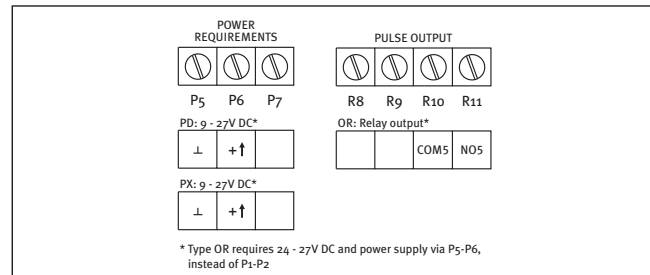 POWER
REQUIREMENTS
PULSE OUTPUT
P5 P6 P7
R8 R9 R10 R11
PD: 9 - 27V DC*
OR: Relay output*
⊥ +↑
COM5 NO5
PX: 9 - 27V DC*
⊥ +↑
* Type OR requires 24 - 27V DC and power supply via P5-P6,
instead of P1-P2